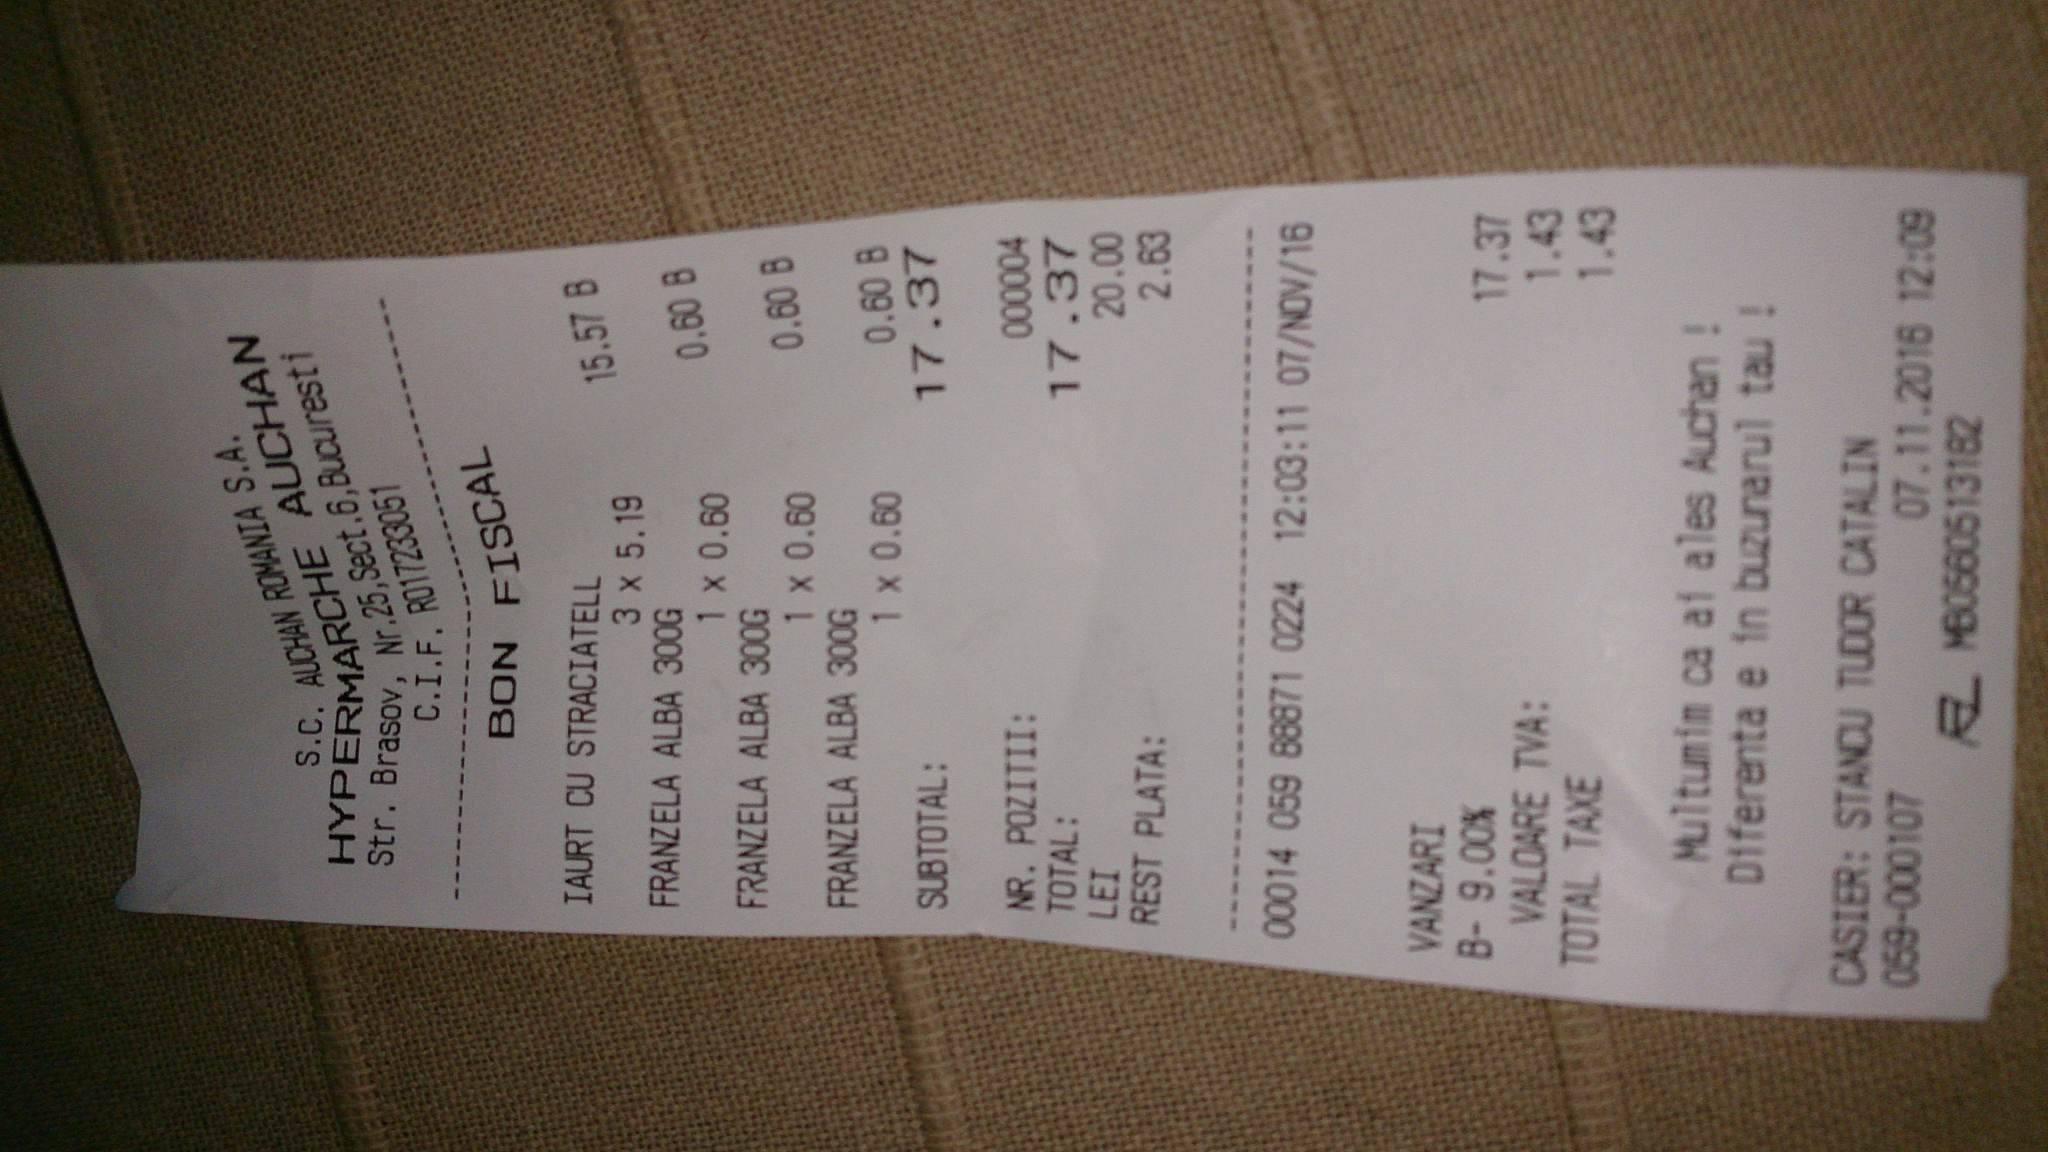 S.C. AUCHAN ROMANIA S.A.
HYPERMARCHE AUCHAN
Str. Brasov, Nr.25,Sect.6,Bucuresti
C.I.F. RO17233051
BON FISCAL
IAURT CU STRACIATELL 15.57 B
3 x 5.19
FRANZELA ALBA 300G 0.60 B
1 x 0.60
FRANZELA ALBA 300G 0.60 B
1 x 0.60
FRANZELA ALBA 300G 0.60 B
1 x 0.60
SUBTOTAL: 17.37
NR. POZITII: 000004
TOTAL: 17.37
LEI 20.00
REST PLATA: 2.63
00014 059 88871 0224 12:03:11 07/NOV/16
VANZARI
B- 9.00% 17.37
VALOARE TVA: 1.43
TOTAL TAXE 1.43
Multumim ca ai ales Auchan !
Diferenta e in buzunarul tau !
CASIER: STANCU TUDOR CATALIN
059-000107 07.11.2016 12:09
MB0560513182